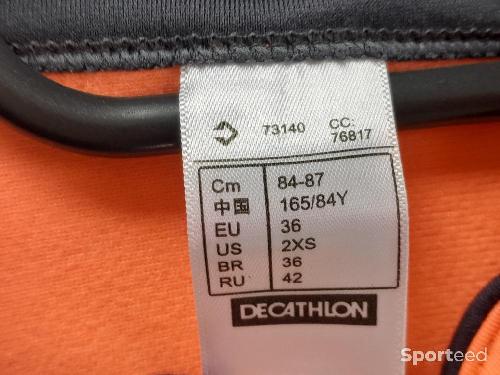 73140 CC: 76817
Cm 84-87
中国 165/84Y
EU 36
US 2XS
BR 36
RU 42
DECATHLON
Sporteed